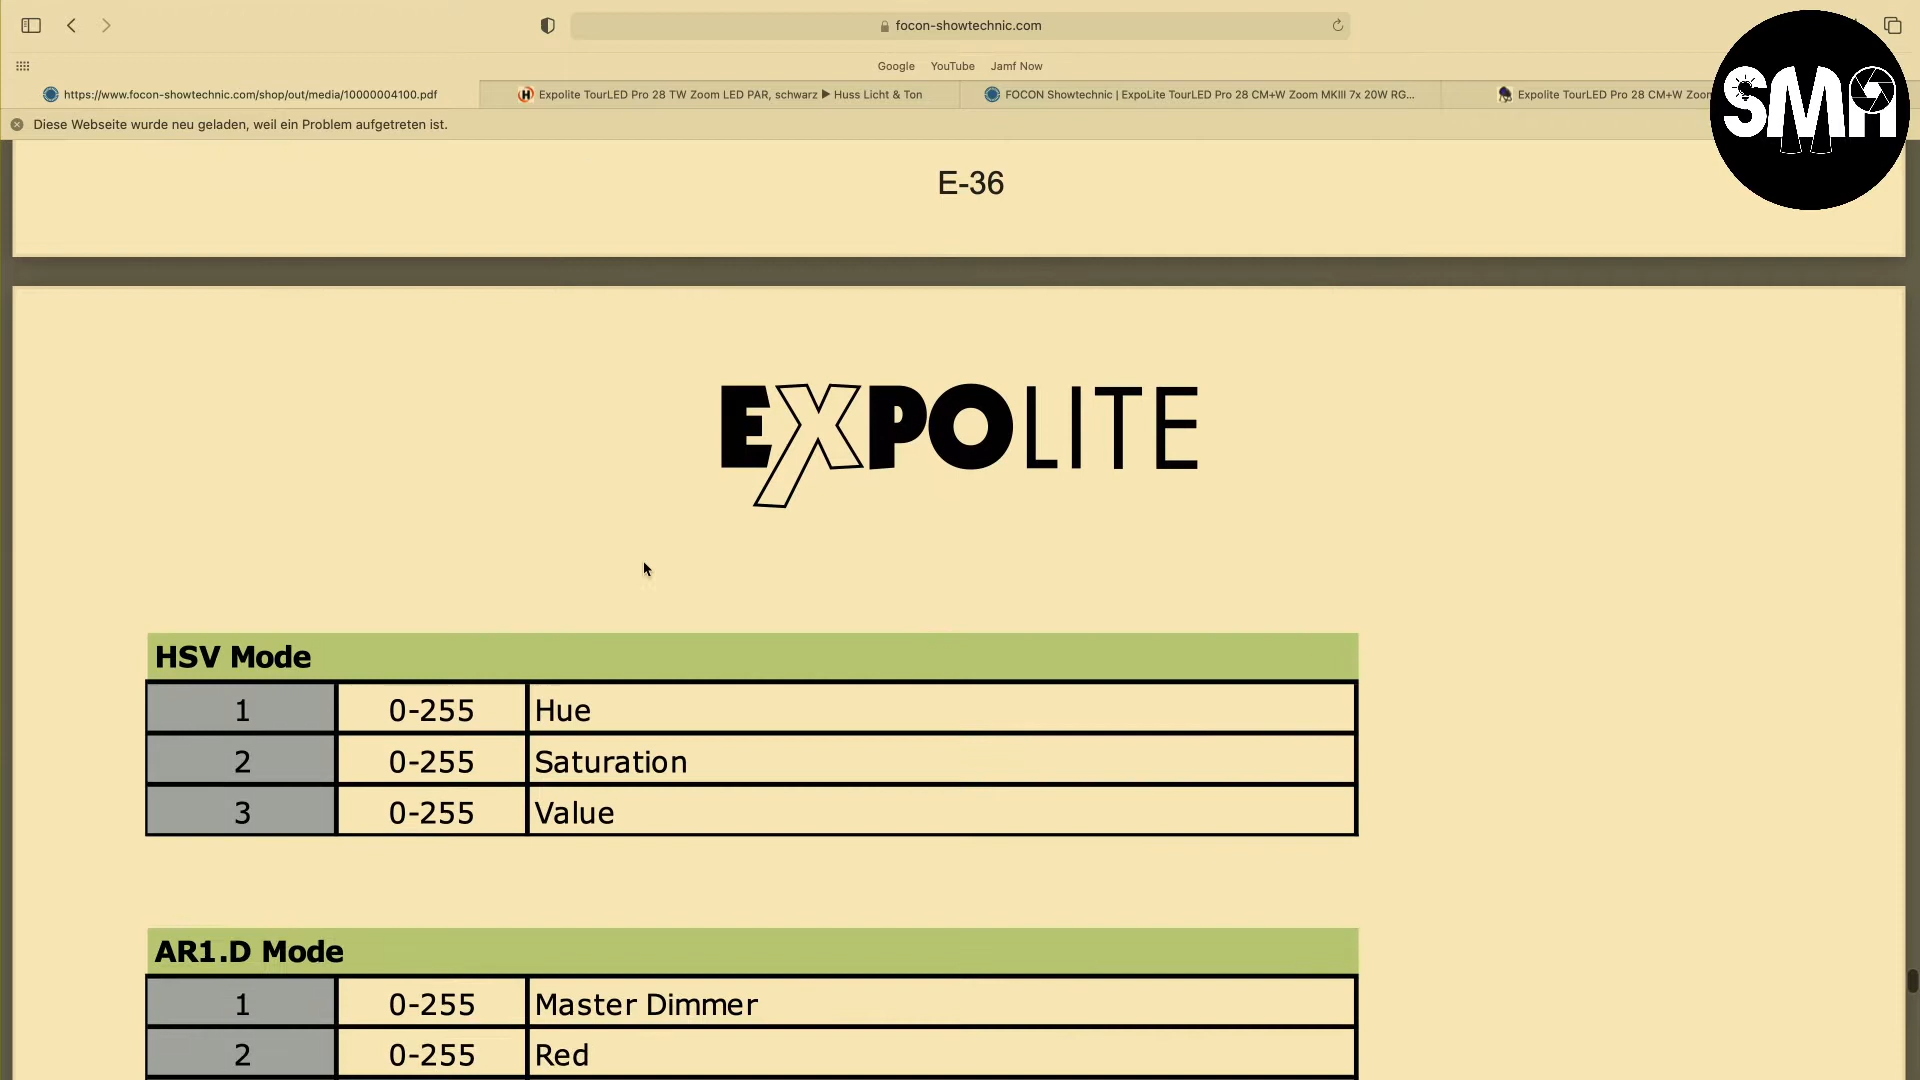 focon-showtechnic.com
Google YouTube Jamf Now
https://www.focon-showtechnic.com/shop/out/media/10000004100.pdf
Expolite TourLED Pro 28 TW Zoom LED PAR, schwarz ▶ Huss Licht & Ton
FOCON Showtechnic | ExpoLite TourLED Pro 28 CM+W Zoom MKIII 7x 20W RG...
Expolite TourLED Pro 28 CM+W Zoom
SMH
Diese Webseite wurde neu geladen, weil ein Problem aufgetreten ist.
E-36
EXPOLITE
HSV Mode
1 0-255 Hue
2 0-255 Saturation
3 0-255 Value
AR1.D Mode
1 0-255 Master Dimmer
2 0-255 Red